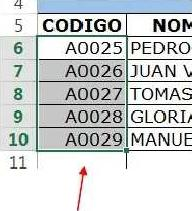 4
5 CODIGO NOM
6 A0025 PEDRO
7 A0026 JUAN V
8 A0027 TOMAS
9 A0028 GLORIA
10 A0029 MANUE
11